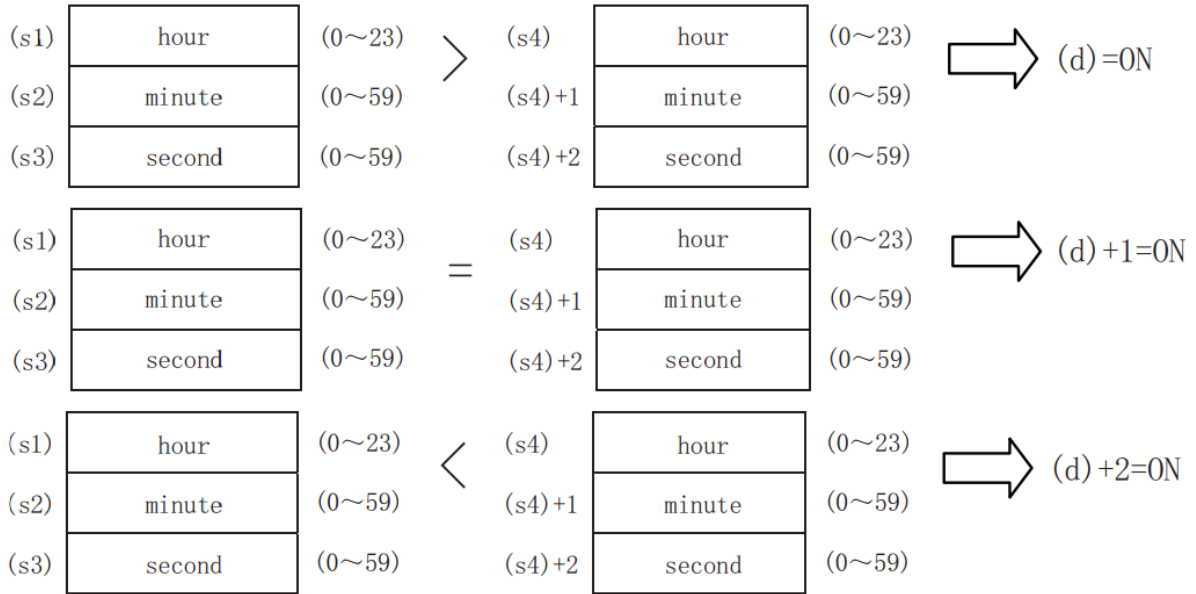 (s1) hour (0～23) > (s4) hour (0～23) (d)=ON
(s2) minute (0～59) (s4)+1 minute (0～59)
(s3) second (0～59) (s4)+2 second (0～59)
(s1) hour (0～23) = (s4) hour (0～23) (d)+1=ON
(s2) minute (0～59) (s4)+1 minute (0～59)
(s3) second (0～59) (s4)+2 second (0～59)
(s1) hour (0～23) < (s4) hour (0～23) (d)+2=ON
(s2) minute (0～59) (s4)+1 minute (0～59)
(s3) second (0～59) (s4)+2 second (0～59)